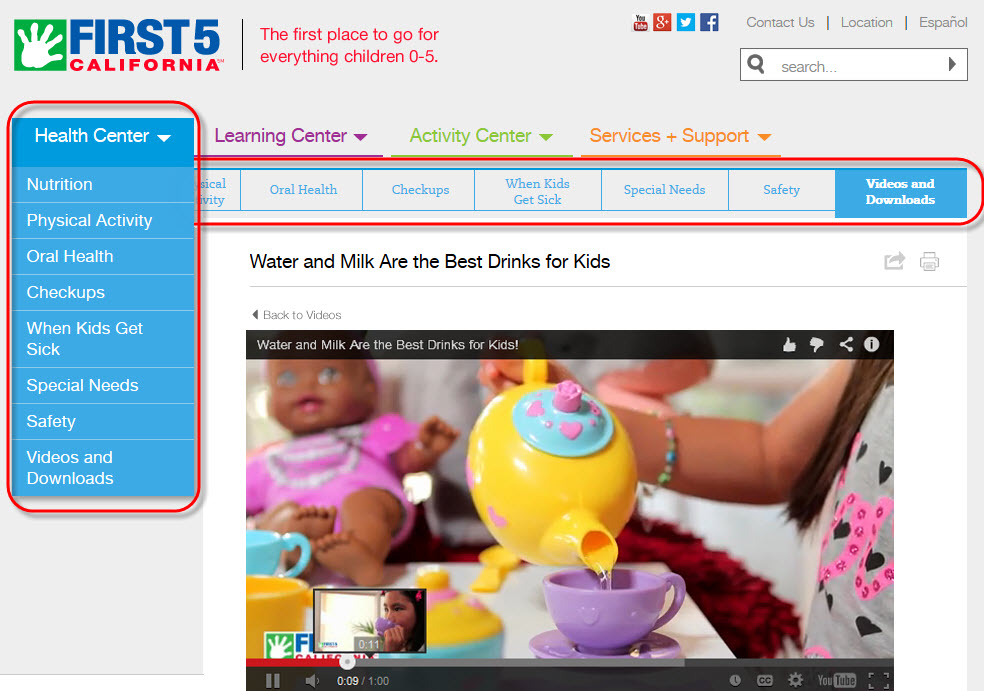 FIRST 5
CALIFORNIA
The first place to go for
everything children 0-5.
You
Tube
Contact Us | Location | Español
search...
Health Center
Learning Center
Activity Center
Services + Support
Nutrition
Physical Activity
Oral Health
Checkups
When Kids Get
Sick
Special Needs
Safety
Videos and
Downloads
sical
ivity
Oral Health
Checkups
When Kids
Get Sick
Special Needs
Safety
Videos and
Downloads
Water and Milk Are the Best Drinks for Kids
Back to Videos
Water and Milk Are the Best Drinks for Kids!
0:11
0:09 / 1:00
CC
YouTube